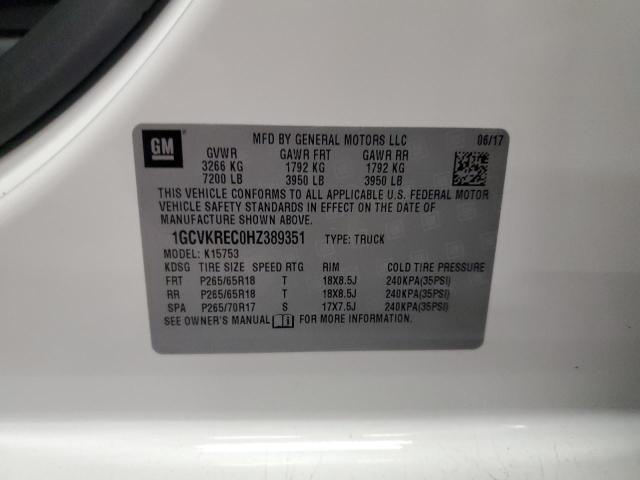 GM
MFD BY GENERAL MOTORS LLC 06/17
GVWR GAWR FRT GAWR RR
3266 KG 1792 KG 1792 KG
7200 LB 3950 LB 3950 LB
THIS VEHICLE CONFORMS TO ALL APPLICABLE U.S. FEDERAL MOTOR
VEHICLE SAFETY STANDARDS IN EFFECT ON THE DATE OF
MANUFACTURE SHOWN ABOVE.
1GCVKREC0HZ389351 TYPE: TRUCK
MODEL: K15753
KDSG TIRE SIZE SPEED RTG RIM COLD TIRE PRESSURE
FRT P265/65R18 T 18X8.5J 240KPA(35PSI)
RR P265/65R18 T 18X8.5J 240KPA(35PSI)
SPA P265/70R17 S 17X7.5J 240KPA(35PSI)
SEE OWNER'S MANUAL FOR MORE INFORMATION.